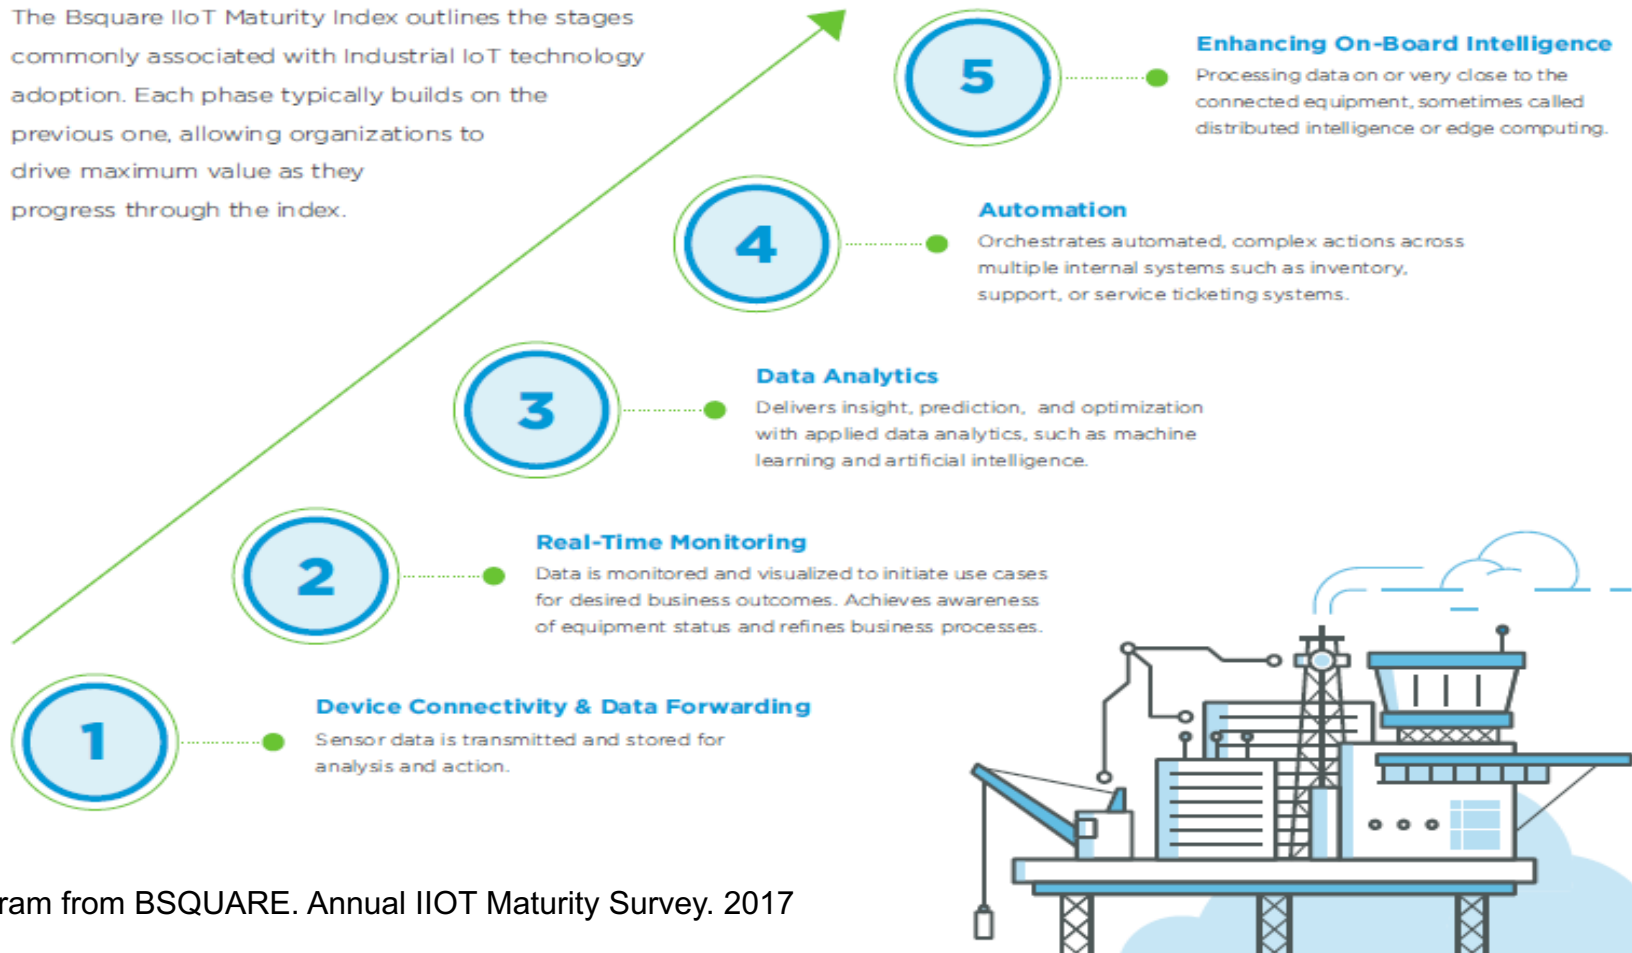 The Bsquare IIoT Maturity Index outlines the stages
commonly associated with Industrial IoT technology
adoption. Each phase typically builds on the
previous one, allowing organizations to
drive maximum value as they
progress through the index.
5
Enhancing On-Board Intelligence
Processing data on or very close to the
connected equipment, sometimes called
distributed intelligence or edge computing.
4
Automation
Orchestrates automated, complex actions across
multiple internal systems such as inventory,
support, or service ticketing systems.
3
Data Analytics
Delivers insight, prediction, and optimization
with applied data analytics, such as machine
learning and artificial intelligence.
2
Real-Time Monitoring
Data is monitored and visualized to initiate use cases
for desired business outcomes. Achieves awareness
of equipment status and refines business processes.
1
Device Connectivity & Data Forwarding
Sensor data is transmitted and stored for
analysis and action.
ram from BSQUARE. Annual IIOT Maturity Survey. 2017